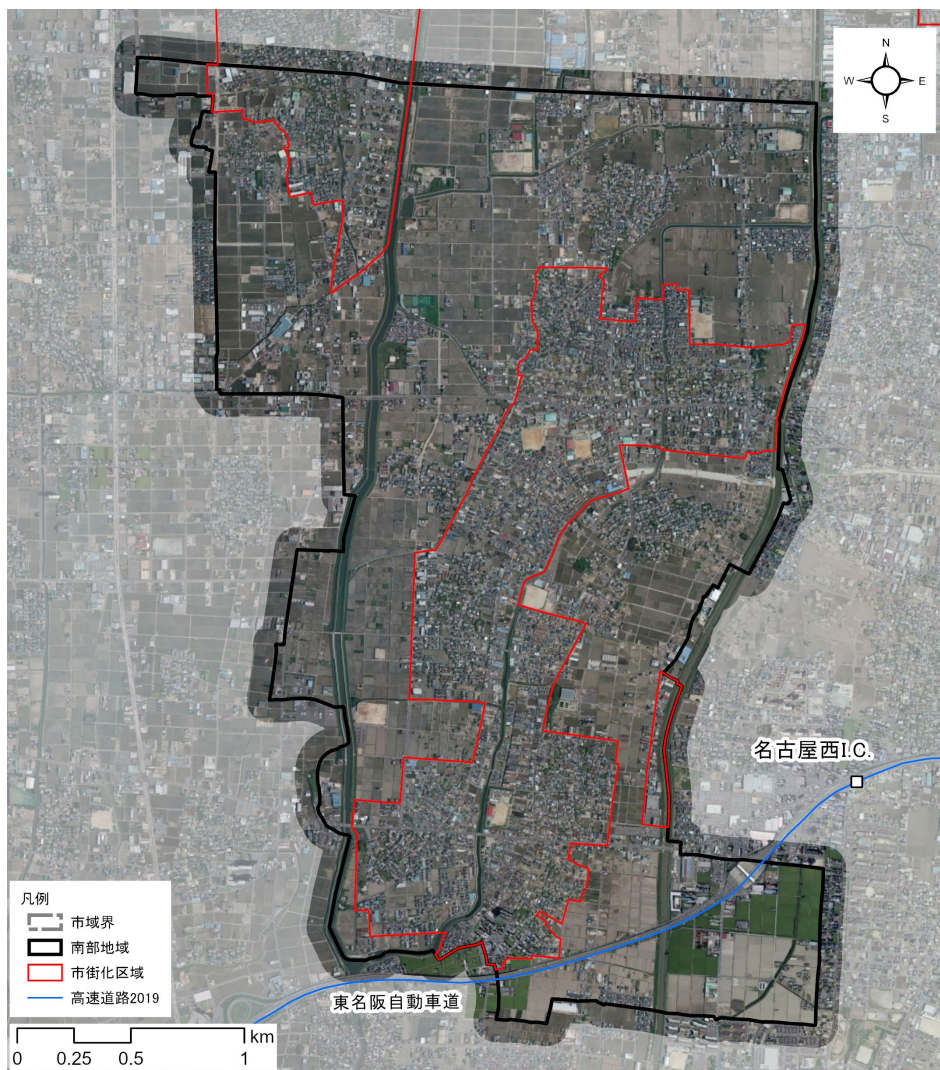 N
W E
S
名古屋西I.C.
凡例
市域界
南部地域
市街化区域
高速道路2019
東名阪自動車道
km
0 0.25 0.5 1